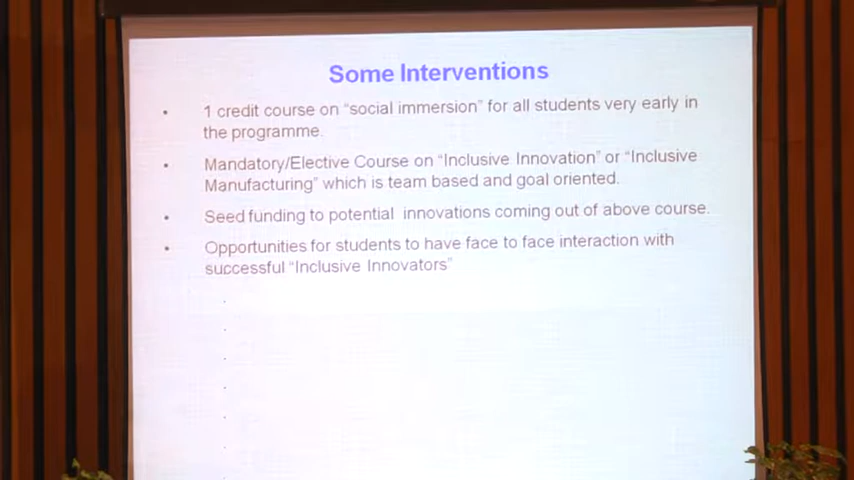 Some Interventions
• 1 credit course on “social immersion” for all students very early in
the programme.
• Mandatory/Elective Course on “Inclusive Innovation” or “Inclusive
Manufacturing” which is team based and goal oriented.
• Seed funding to potential innovations coming out of above course.
• Opportunities for students to have face to face interaction with
successful “Inclusive Innovators”